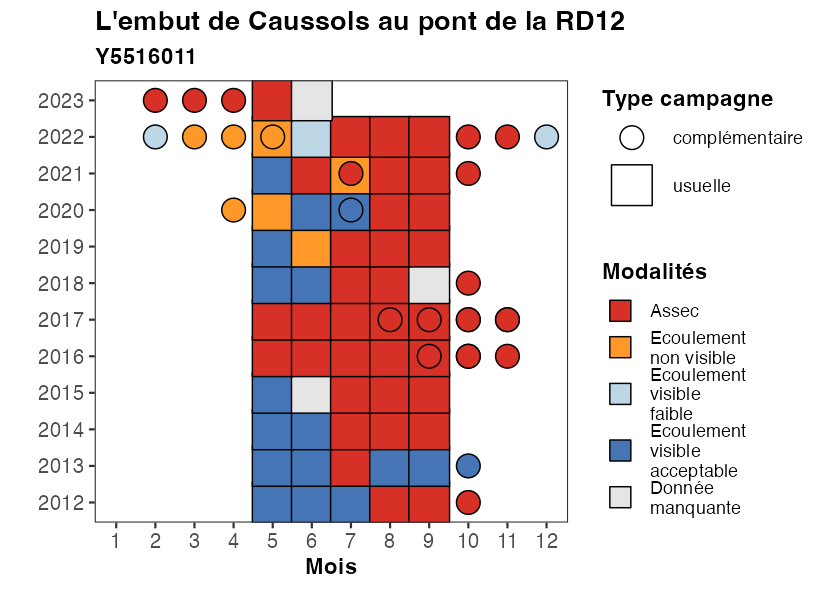 L'embut de Caussols au pont de la RD12
Y5516011
2023
2022
2021
2020
2019
2018
2017
2016
2015
2014
2013
2012
1 2 3 4 5 6 7 8 9 10 11 12
Mois
Type campagne
complémentaire
usuelle
Modalités
Assec
Ecoulement
non visible
Ecoulement
visible
faible
Ecoulement
visible
acceptable
Donnée
manquante